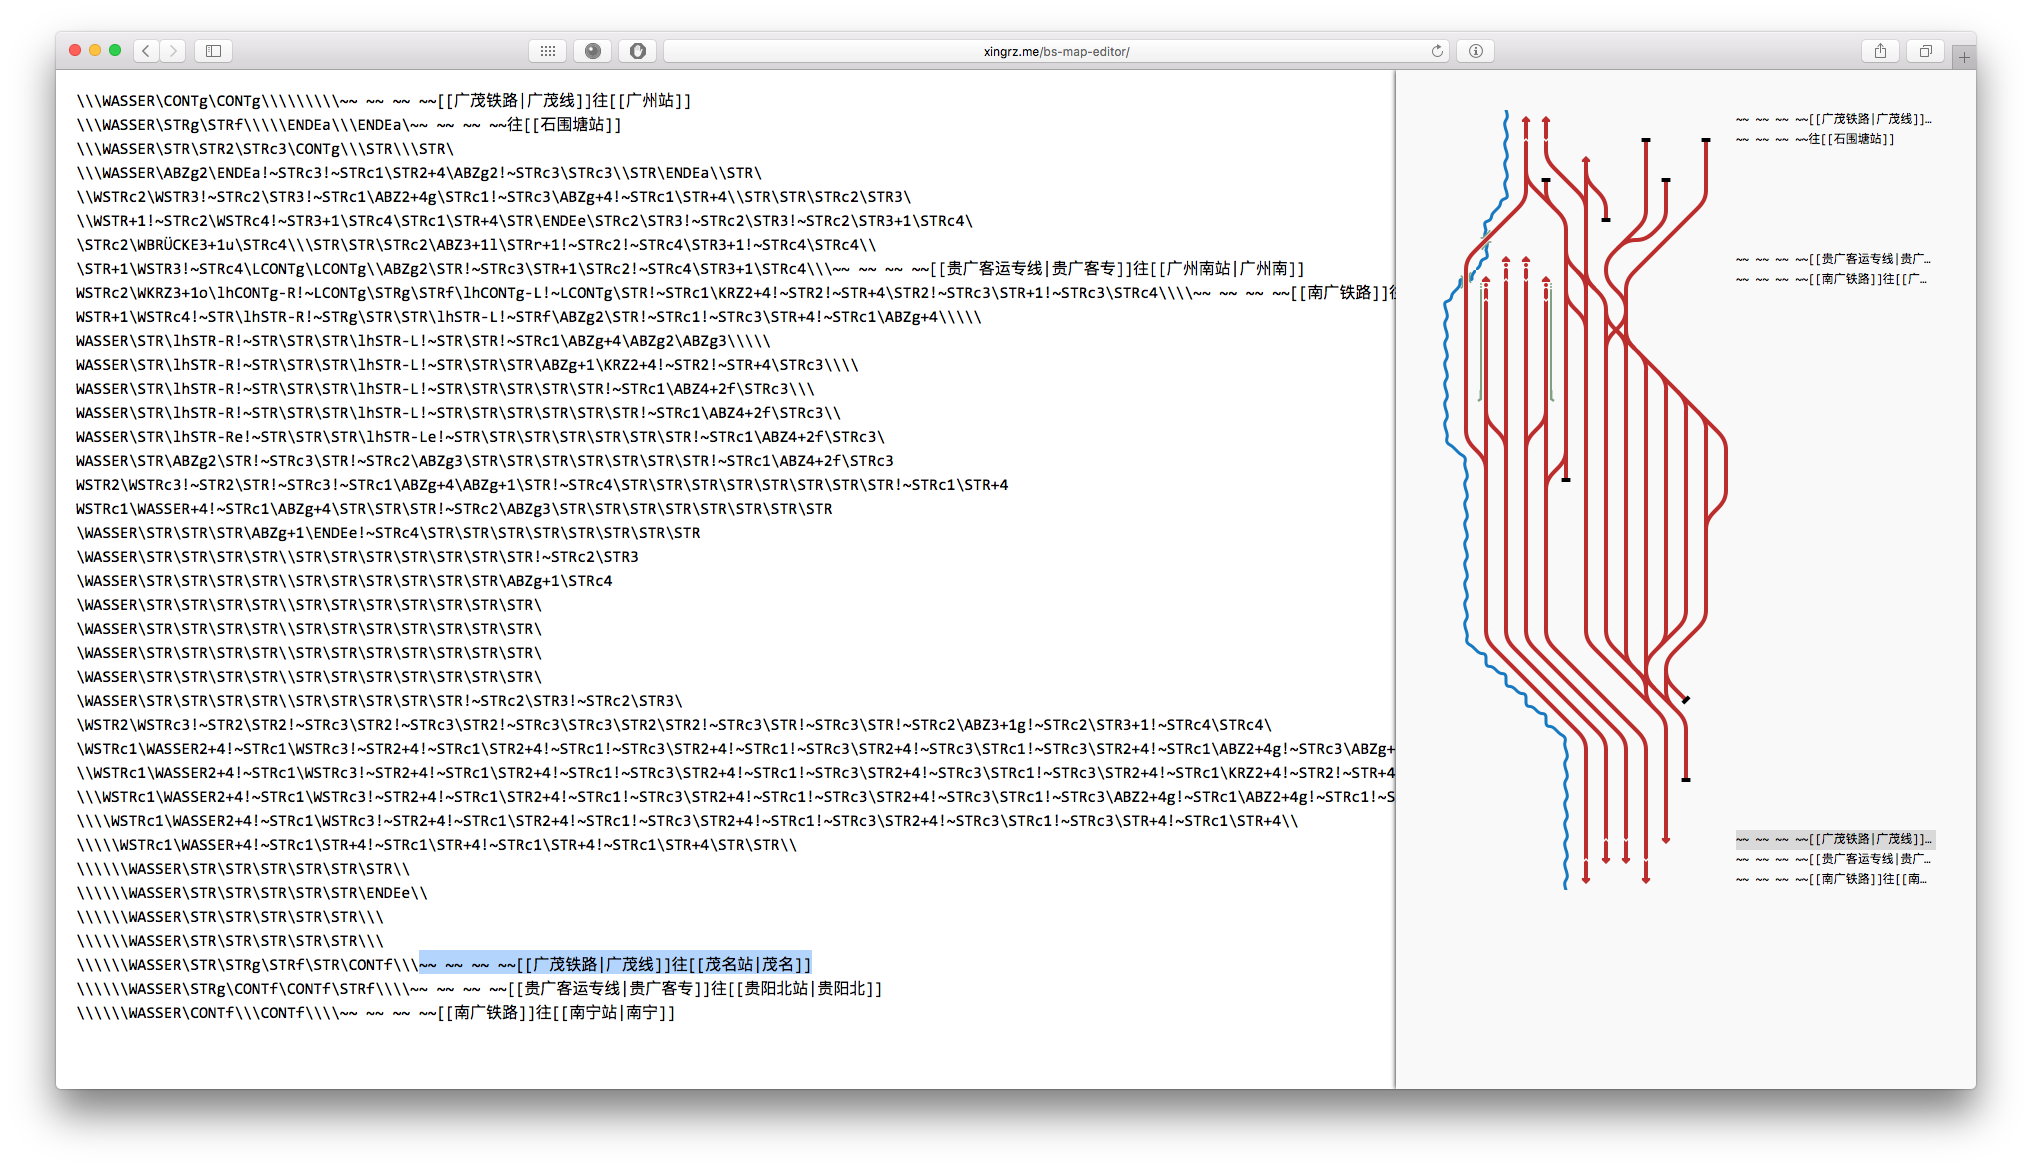 xingrz.me/bs-map-editor/
\\\WASSER\CONTg\CONTg\\\\\\\\\~~ ~~ ~~ ~~[[广茂铁路|广茂线]]往[[广州站]]
\\\WASSER\STRg\STRf\\\\\ENDEa\\\ENDEa\~~ ~~ ~~ ~~往[[石围塘站]]
\\\WASSER\STR\STR2\STRc3\CONTg\\\STR\\\STR\
\\\WASSER\ABZg2\ENDEa!~STRc3!~STRc1\STR2+4\ABZg2!~STRc3\STRc3\\STR\ENDEa\\STR\
\\WSTRc2\WSTR3!~STRc2\STR3!~STRc1\ABZ2+4g\STRc1!~STRc3\ABZg+4!~STRc1\STR+4\\STR\STR\STRc2\STR3\
\\WSTR+1!~STRc2\WSTRc4!~STR3+1\STRc4\STRc1\STR+4\STR\ENDEe\STRc2\STR3!~STRc2\STR3!~STRc2\STR3+1\STRc4\
\STRc2\WBRÜCKE3+1u\STRc4\\\STR\STR\STRc2\ABZ3+1l\STRr+1!~STRc2!~STRc4\STR3+1!~STRc4\STRc4\\
\STR+1\WSTR3!~STRc4\LCONTg\LCONTg\\ABZg2\STR!~STRc3\STR+1\STRc2!~STRc4\STR3+1\STRc4\\\~~ ~~ ~~ ~~[[贵广客运专线|贵广客专]]往[[广州南站|广州南]]
WSTRc2\WKRZ3+1o\lhCONTg-R!~LCONTg\STRg\STRf\lhCONTg-L!~LCONTg\STR!~STRc1\KRZ2+4!~STR2!~STR+4\STR2!~STRc3\STR+1!~STRc3\STRc4\\\\~~ ~~ ~~ ~~[[南广铁路]]
WSTR+1\WSTRc4!~STR\lhSTR-R!~STRg\STR\STR\lhSTR-L!~STRf\ABZg2\STR!~STRc1!~STRc3\STR+4!~STRc1\ABZg+4\\\\\
WASSER\STR\lhSTR-R!~STR\STR\STR\lhSTR-L!~STR\STR!~STRc1\ABZg+4\ABZg2\ABZg3\\\\\
WASSER\STR\lhSTR-R!~STR\STR\STR\lhSTR-L!~STR\STR\STR\ABZg+1\KRZ2+4!~STR2!~STR+4\STRc3\\\\
WASSER\STR\lhSTR-R!~STR\STR\STR\lhSTR-L!~STR\STR\STR\STR\STR!~STRc1\ABZ4+2f\STRc3\\\
WASSER\STR\lhSTR-R!~STR\STR\STR\lhSTR-L!~STR\STR\STR\STR\STR\STR!~STRc1\ABZ4+2f\STRc3\\
WASSER\STR\lhSTR-Re!~STR\STR\STR\lhSTR-Le!~STR\STR\STR\STR\STR\STR\STR!~STRc1\ABZ4+2f\STRc3\
WASSER\STR\ABZg2\STR!~STRc3\STR!~STRc2\ABZg3\STR\STR\STR\STR\STR\STR\STR!~STRc1\ABZ4+2f\STRc3
WSTR2\WSTRc3!~STR2\STR!~STRc3!~STRc1\ABZg+4\ABZg+1\STR!~STRc4\STR\STR\STR\STR\STR\STR\STR!~STRc1\STR+4
WSTRc1\WASSER+4!~STRc1\ABZg+4\STR\STR!~STRc2\ABZg3\STR\STR\STR\STR\STR\STR\STR\STR\STR
\WASSER\STR\STR\STR\ABZg+1\ENDEe!~STRc4\STR\STR\STR\STR\STR\STR\STR\STR
\WASSER\STR\STR\STR\STR\\STR\STR\STR\STR\STR\STR\STR!~STRc2\STR3
\WASSER\STR\STR\STR\STR\\STR\STR\STR\STR\STR\STR\ABZg+1\STRc4
\WASSER\STR\STR\STR\STR\\STR\STR\STR\STR\STR\STR\STR\
\WASSER\STR\STR\STR\STR\\STR\STR\STR\STR\STR\STR\STR\
\WASSER\STR\STR\STR\STR\\STR\STR\STR\STR\STR\STR\STR\
\WASSER\STR\STR\STR\STR\\STR\STR\STR\STR\STR\STR\STR\
\WASSER\STR\STR\STR\STR\\STR\STR\STR\STR\STR!~STRc2\STR3!~STRc2\STR3\
\WSTR2\WSTRc3!~STR2\STR2!~STRc3\STR2!~STRc3\STR2!~STRc3\STRc3\STR2\STR2!~STRc3\STR!~STRc3\STR!~STRc2\ABZ3+1g!~STRc2\STR3+1!~STRc4\STRc4\
\WSTRc1\WASSER2+4!~STRc1\WSTRc3!~STR2+4!~STRc1\STR2+4!~STRc1!~STRc3\STR2+4!~STRc1!~STRc3\STR2+4!~STRc3\STRc1!~STRc3\STR2+4!~STRc1\ABZ2+4g!~STRc3\ABZg+
\\WSTRc1\WASSER2+4!~STRc1\WSTRc3!~STR2+4!~STRc1\STR2+4!~STRc1!~STRc3\STR2+4!~STRc1!~STRc3\STR2+4!~STRc3\STRc1!~STRc3\STR2+4!~STRc1\KRZ2+4!~STR2!~STR+4
\\\WSTRc1\WASSER2+4!~STRc1\WSTRc3!~STR2+4!~STRc1\STR2+4!~STRc1!~STRc3\STR2+4!~STRc1!~STRc3\STR2+4!~STRc3\STRc1!~STRc3\ABZ2+4g!~STRc1\ABZ2+4g!~STRc1!~S
\\\\WSTRc1\WASSER2+4!~STRc1\WSTRc3!~STR2+4!~STRc1\STR2+4!~STRc1!~STRc3\STR2+4!~STRc1!~STRc3\STR2+4!~STRc3\STRc1!~STRc3\STR+4!~STRc1\STR+4\\
\\\\\WSTRc1\WASSER+4!~STRc1\STR+4!~STRc1\STR+4!~STRc1\STR+4!~STRc1\STR+4\STR\STR\\
\\\\\\WASSER\STR\STR\STR\STR\STR\STR\\
\\\\\\WASSER\STR\STR\STR\STR\STR\ENDEe\\
\\\\\\WASSER\STR\STR\STR\STR\STR\\\
\\\\\\WASSER\STR\STR\STR\STR\STR\\\
\\\\\\WASSER\STR\STRg\STRf\STR\CONTf\\\~~ ~~ ~~ ~~[[广茂铁路|广茂线]]往[[茂名站|茂名]]
\\\\\\WASSER\STRg\CONTf\CONTf\STRf\\\\~~ ~~ ~~ ~~[[贵广客运专线|贵广客专]]往[[贵阳北站|贵阳北]]
\\\\\\WASSER\CONTf\\\CONTf\\\\~~ ~~ ~~ ~~[[南广铁路]]往[[南宁站|南宁]]
~~ ~~ ~~ ~~[[广茂铁路|广茂线]]…
~~ ~~ ~~ ~~往[[石围塘站]]
~~ ~~ ~~ ~~[[贵广客运专线|贵广…
~~ ~~ ~~ ~~[[南广铁路]]往[[广…
~~ ~~ ~~ ~~[[广茂铁路|广茂线]]…
~~ ~~ ~~ ~~[[贵广客运专线|贵广…
~~ ~~ ~~ ~~[[南广铁路]]往[[南…